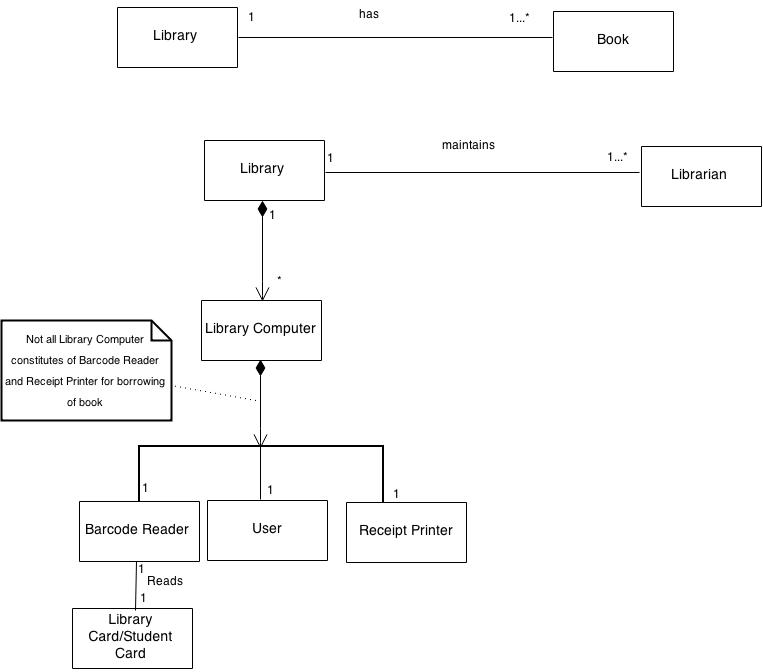 1
has
1...*
Library
Book
Library
1
maintains
1...*
Librarian
1
*
Library Computer
Not all Library Computer
constitutes of Barcode Reader
and Receipt Printer for borrowing
of book
1
1
1
Barcode Reader
User
Receipt Printer
1
Reads
1
Library
Card/Student
Card